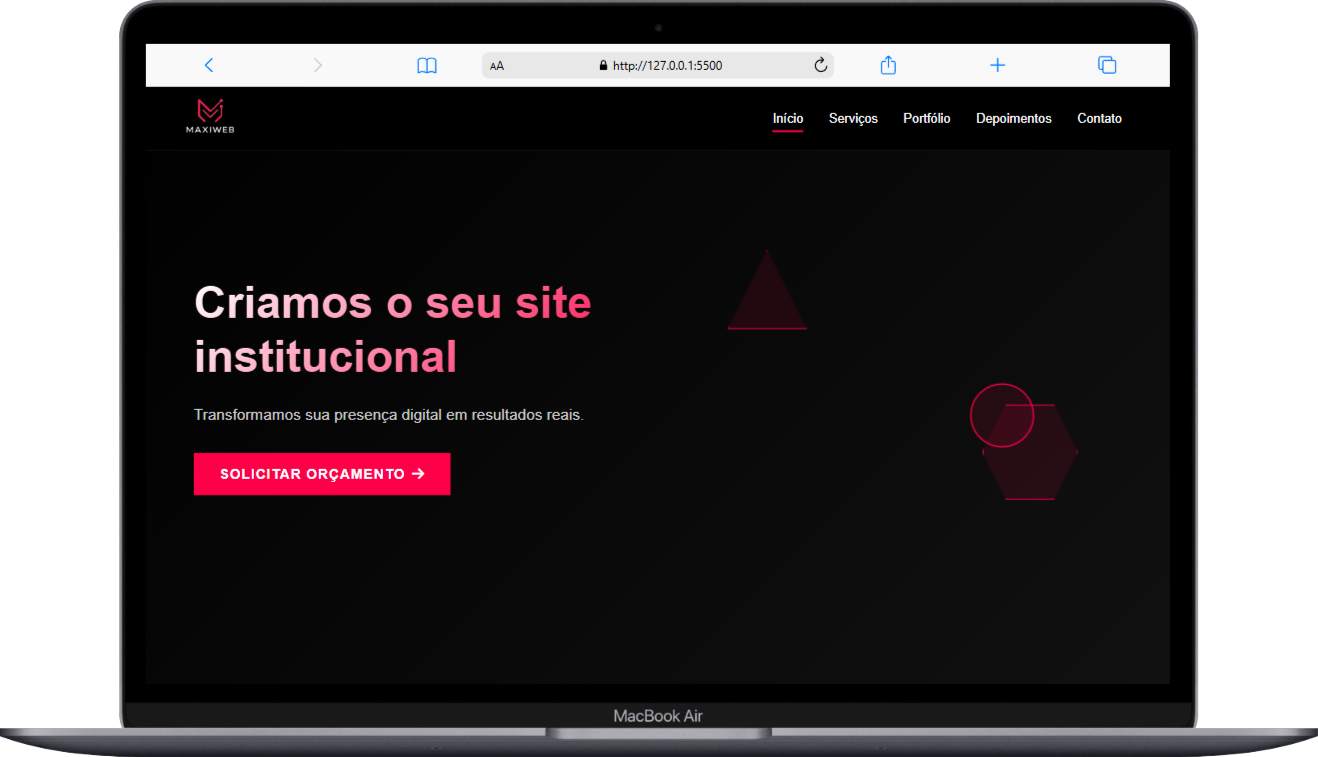 AA
http://127.0.0.1:5500
MAXIWEB
Início Serviços Portfólio Depoimentos Contato
Criamos o seu site
institucional
Transformamos sua presença digital em resultados reais.
SOLICITAR ORÇAMENTO →
MacBook Air